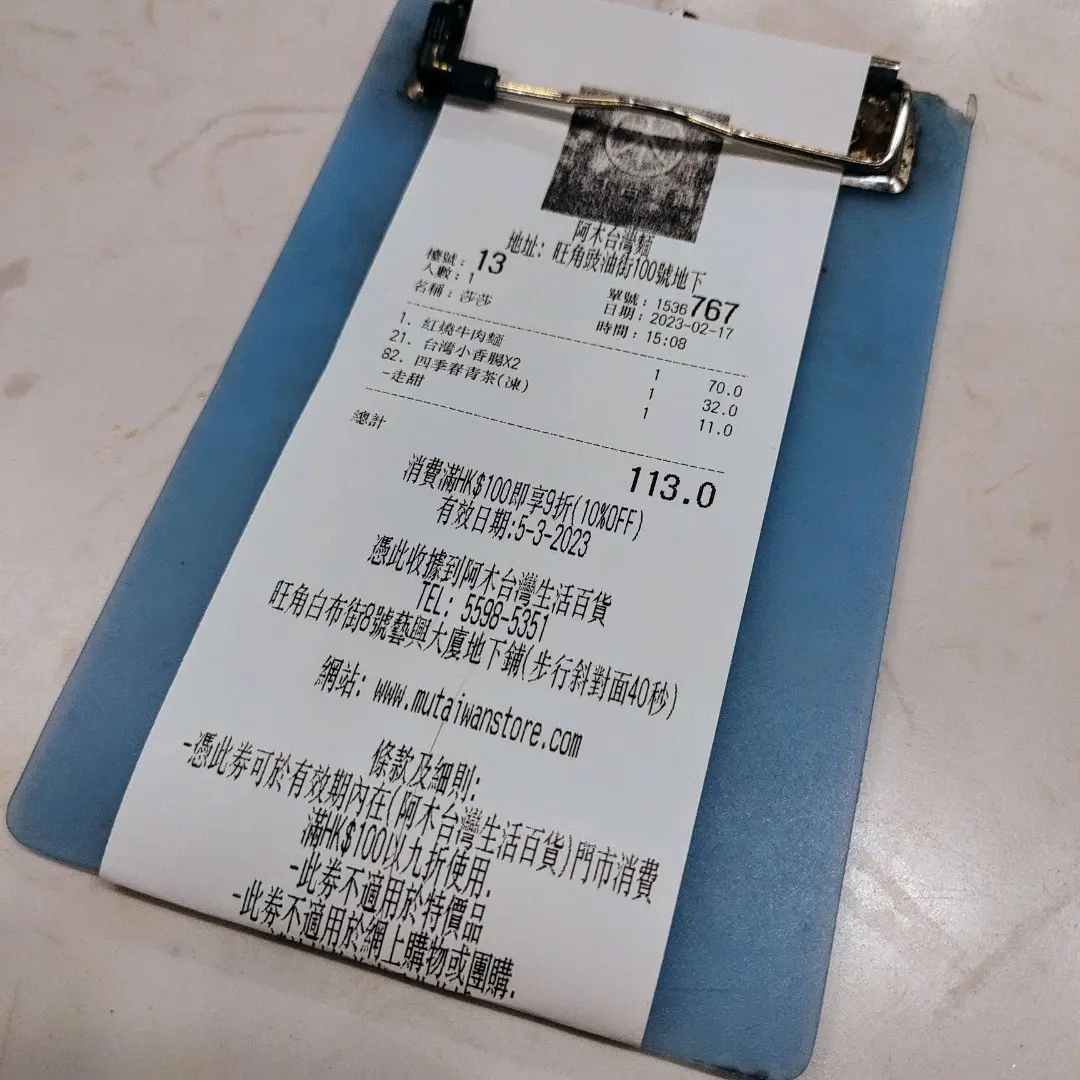 阿木台灣麵
地址: 旺角豉油街100號地下
檯號: 13
人數: 1
名稱: 莎莎
單號: 1536767
日期: 2023-02-17
時間: 15:08
1. 紅燒牛肉麵 1 70.0
21. 台灣小香腸X2 1 32.0
82. 四季春青茶(凍) 1 11.0
-走甜
總計 113.0
消費滿HK$100即享9折(10%OFF)
有效日期:5-3-2023
憑此收據到阿木台灣生活百貨
TEL: 5598-5351
旺角白布街8號藝興大廈地下鋪(步行斜對面40秒)
網站: www.mutaiwanstore.com
條款及細則:
-憑此券可於有效期內在(阿木台灣生活百貨)門市消費
滿HK$100以九折使用.
-此券不適用於特價品
-此券不適用於網上購物或團購.